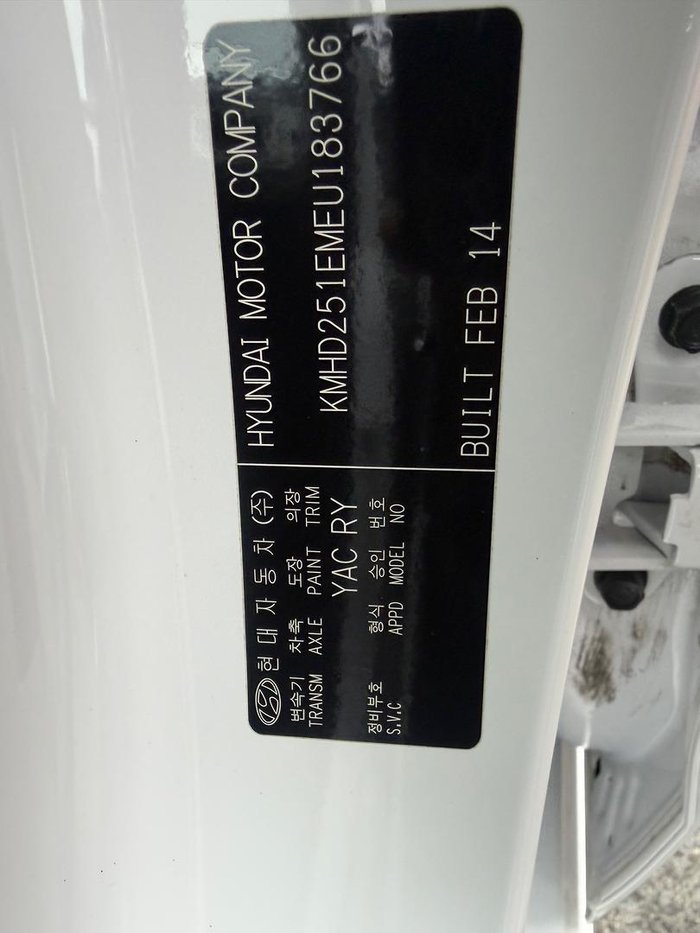 현대자동차(주)
변속기 차축 도장 의장
TRANSM AXLE PAINT TRIM
YAC RY
정비부호 형식 승인 번호
S.V.C APPD MODEL NO
HYUNDAI MOTOR COMPANY
KMHD251EMEU183766
BUILT FEB 14